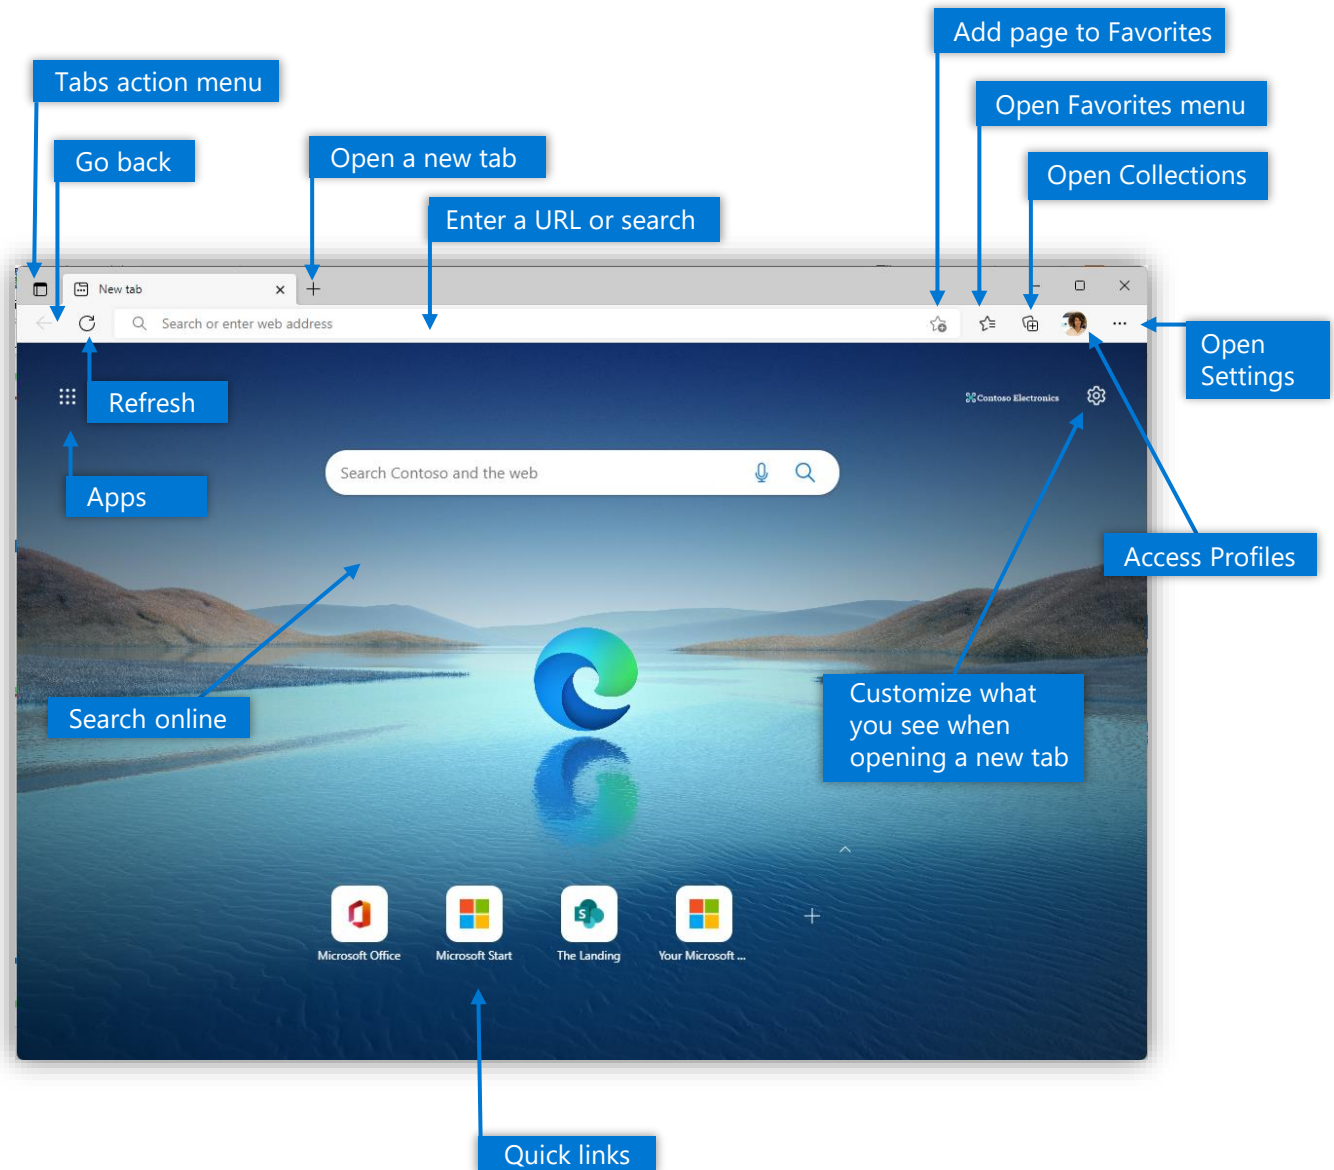 Add page to Favorites
Tabs action menu
Open Favorites menu
Go back
Open a new tab
Open Collections
Enter a URL or search
New tab
Search or enter web address
Open
Settings
Refresh
Contoso Electronics
Search Contoso and the web
Apps
Access Profiles
Search online
Customize what
you see when
opening a new tab
Microsoft Office
Microsoft Start
The Landing
Your Microsoft ...
Quick links